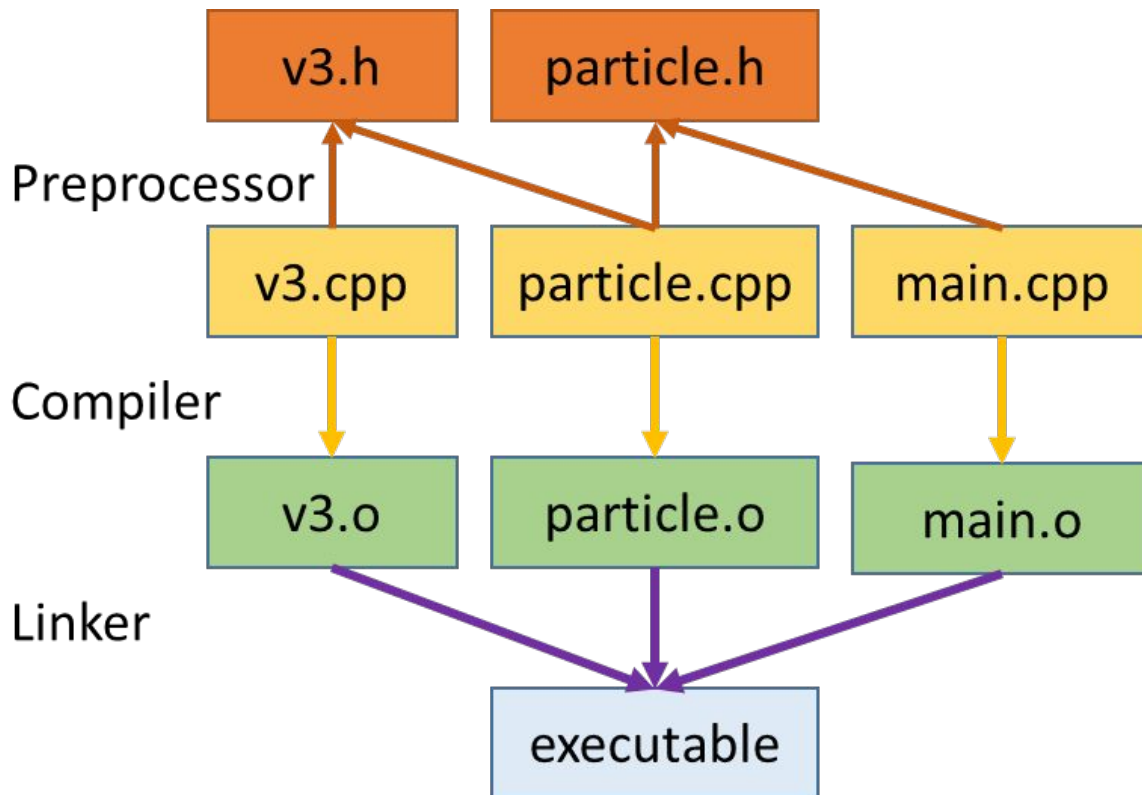 v3.h
particle.h
Preprocessor
v3.cpp
particle.cpp
main.cpp
Compiler
v3.o
particle.o
main.o
Linker
executable